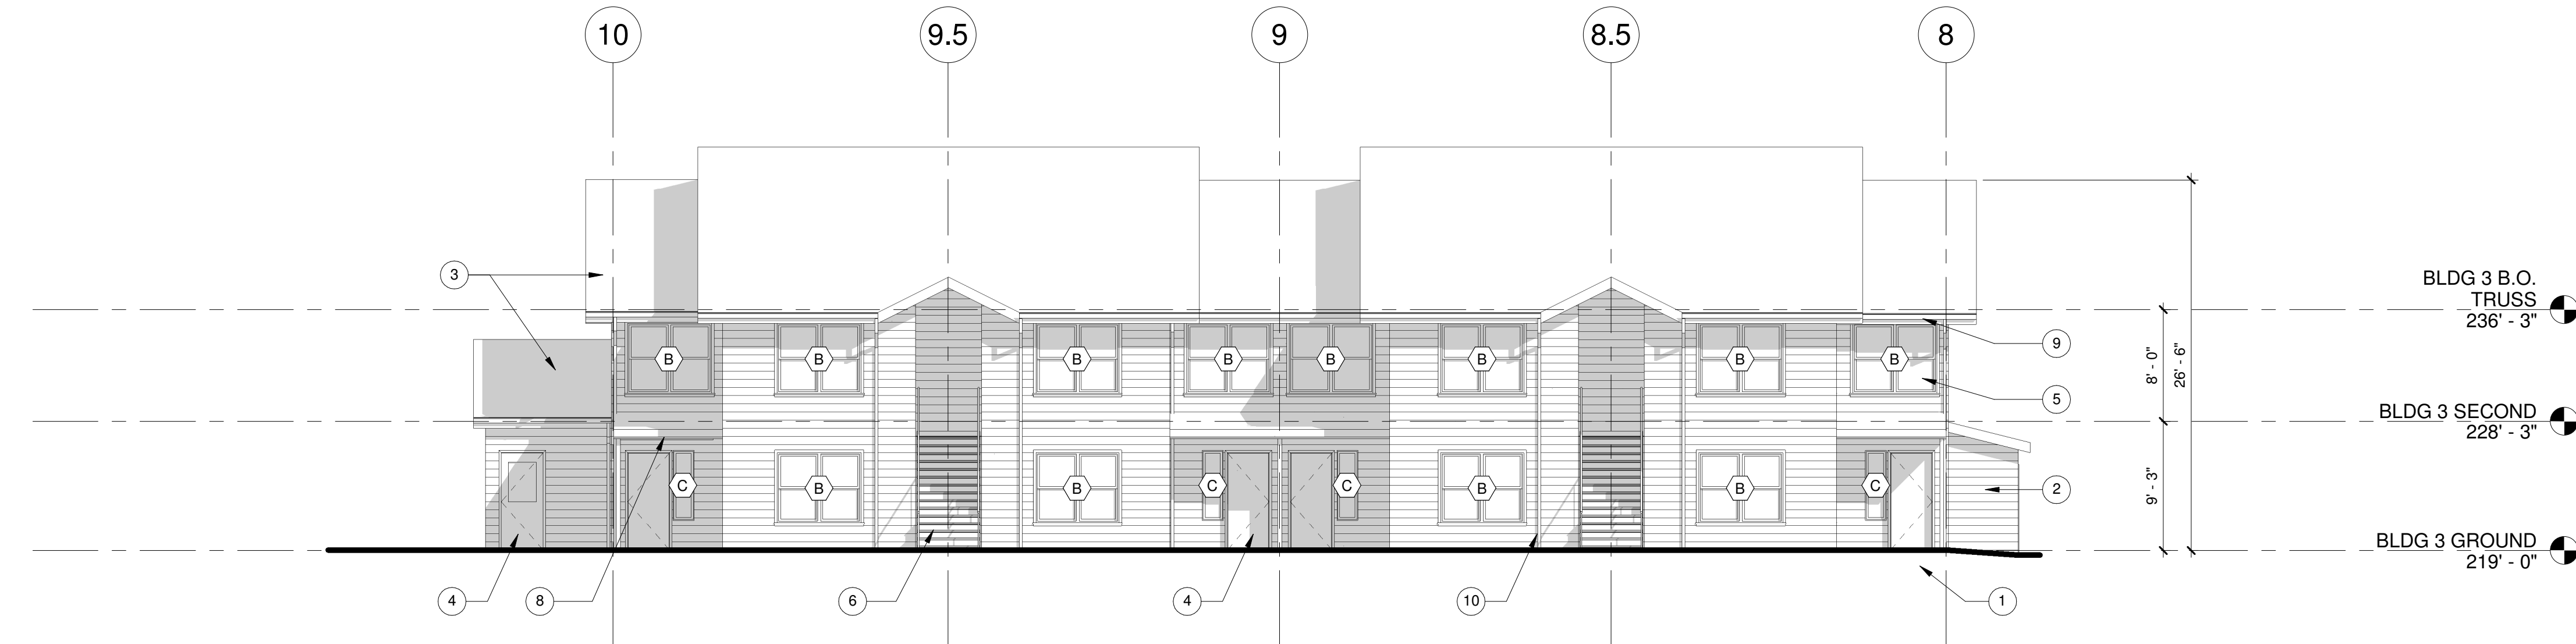 10
9.5
9
8.5
8
BLDG 3 B.O.
TRUSS
236' - 3"
3
9
B
B
B
B
B
B
B
B
8' - 0"
26' - 6"
5
BLDG 3 SECOND
228' - 3"
C
B
B
C
C
B
B
C
2
9' - 3"
BLDG 3 GROUND
219' - 0"
4
8
6
4
10
1